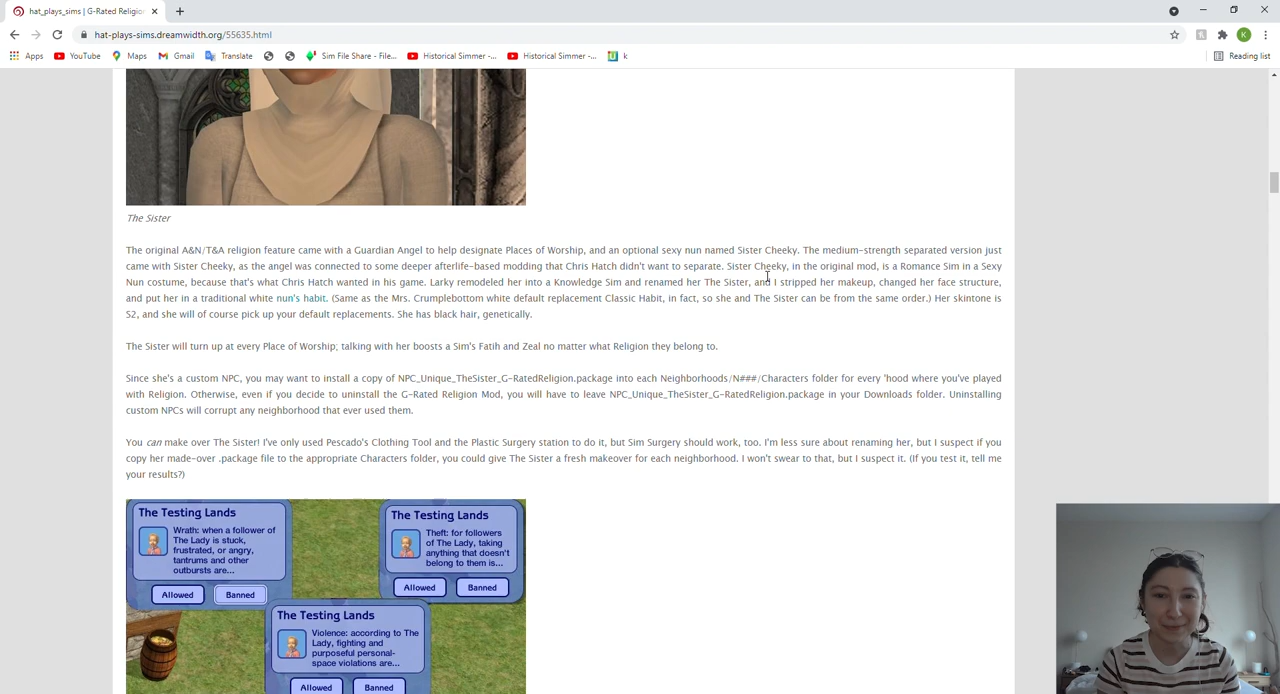 hat_plays_sims | G-Rated Religion
hat-plays-sims.dreamwidth.org/55635.html
K
Apps YouTube Maps Gmail Translate Sim File Share - File... Historical Simmer -... Historical Simmer -... k Reading list
The Sister
The original A&N/T&A religion feature came with a Guardian Angel to help designate Places of Worship, and an optional sexy nun named Sister Cheeky. The medium-strength separated version just
came with Sister Cheeky, as the angel was connected to some deeper afterlife-based modding that Chris Hatch didn't want to separate. Sister Cheeky, in the original mod, is a Romance Sim in a Sexy
Nun costume, because that's what Chris Hatch wanted in his game. Larky remodeled her into a Knowledge Sim and renamed her The Sister, and I stripped her makeup, changed her face structure,
and put her in a traditional white nun's habit. (Same as the Mrs. Crumplebottom white default replacement Classic Habit, in fact, so she and The Sister can be from the same order.) Her skintone is
S2, and she will of course pick up your default replacements. She has black hair, genetically.
The Sister will turn up at every Place of Worship; talking with her boosts a Sim's Fatih and Zeal no matter what Religion they belong to.
Since she's a custom NPC, you may want to install a copy of NPC_Unique_TheSister_G-RatedReligion.package into each Neighborhoods/N###/Characters folder for every 'hood where you've played
with Religion. Otherwise, even if you decide to uninstall the G-Rated Religion Mod, you will have to leave NPC_Unique_TheSister_G-RatedReligion.package in your Downloads folder. Uninstalling
custom NPCs will corrupt any neighborhood that ever used them.
You can make over The Sister! I've only used Pescado's Clothing Tool and the Plastic Surgery station to do it, but Sim Surgery should work, too. I'm less sure about renaming her, but I suspect if you
copy her made-over .package file to the appropriate Characters folder, you could give The Sister a fresh makeover for each neighborhood. I won't swear to that, but I suspect it. (If you test it, tell me
your results?)
The Testing Lands
Wrath: when a follower of
The Lady is stuck,
frustrated, or angry,
tantrums and other
outbursts are...
Allowed Banned
The Testing Lands
Theft: for followers
of The Lady, taking
anything that doesn't
belong to them is...
Allowed Banned
The Testing Lands
Violence: according to The
Lady, fighting and
purposeful personal-
space violations are...
Allowed Banned